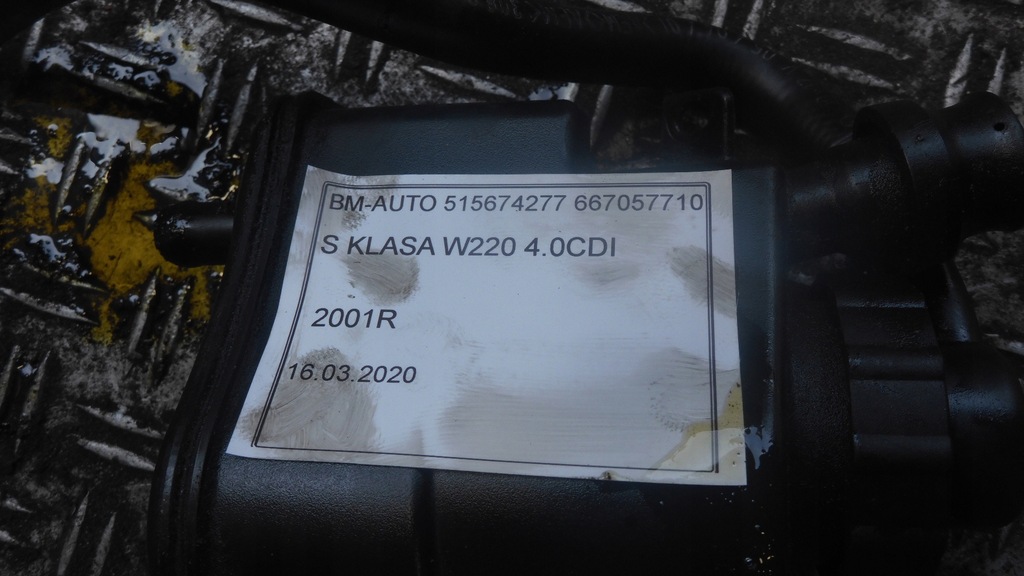 BM-AUTO 515674277 667057710
S KLASA W220 4.0CDI
2001R
16.03.2020